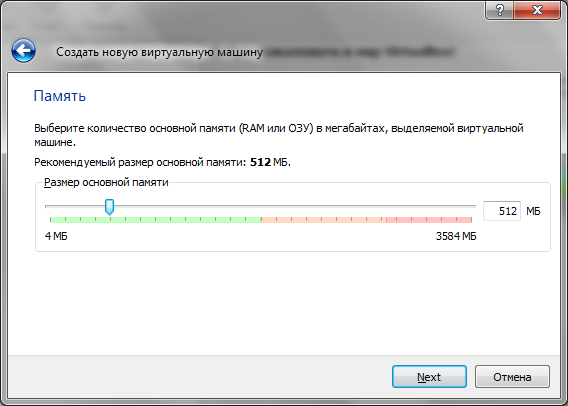 Создать новую виртуальную машину
Память
Выберите количество основной памяти (RAM или ОЗУ) в мегабайтах, выделяемой виртуальной
машине.
Рекомендуемый размер основной памяти: 512 МБ.
Размер основной памяти
512 МБ
4 МБ 3584 МБ
Next Отмена